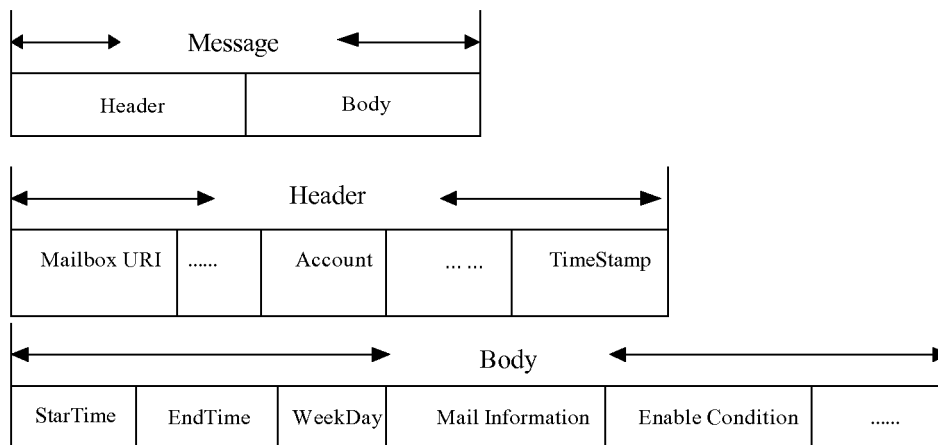 Message
Header Body
Header
Mailbox URI ...... Account ... ... TimeStamp
Body
StarTime EndTime WeekDay Mail Information Enable Condition ......